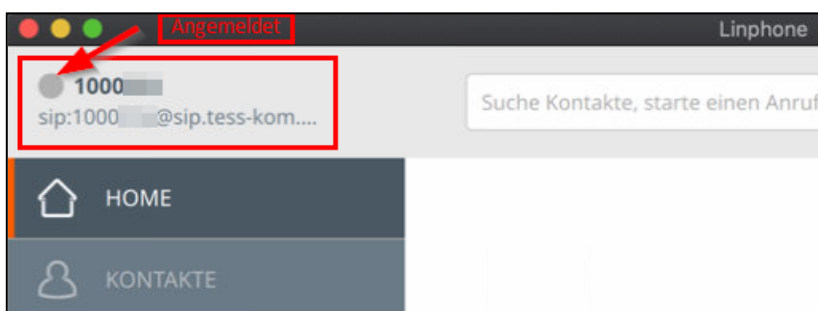 Angemeldet
Linphone
1000
sip:1000 @sip.tess-kom....
Suche Kontakte, starte einen Anruf
HOME
KONTAKTE